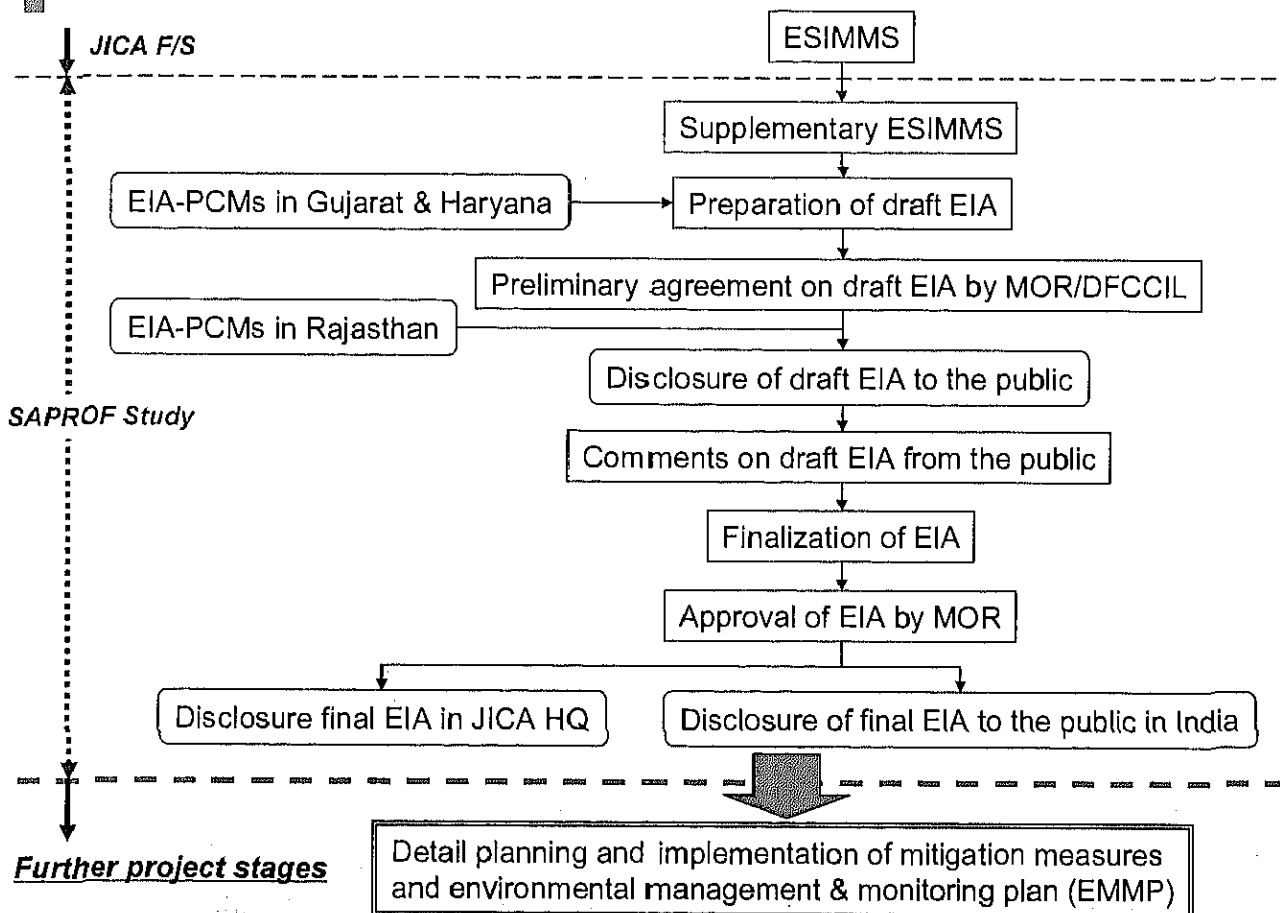 JICA F/S
ESIMMS
Supplementary ESIMMS
EIA-PCMs in Gujarat & Haryana
Preparation of draft EIA
Preliminary agreement on draft EIA by MOR/DFCCIL
EIA-PCMs in Rajasthan
Disclosure of draft EIA to the public
SAPROF Study
Comments on draft EIA from the public
Finalization of EIA
Approval of EIA by MOR
Disclosure final EIA in JICA HQ
Disclosure of final EIA to the public in India
Further project stages
Detail planning and implementation of mitigation measures
and environmental management & monitoring plan (EMMP)